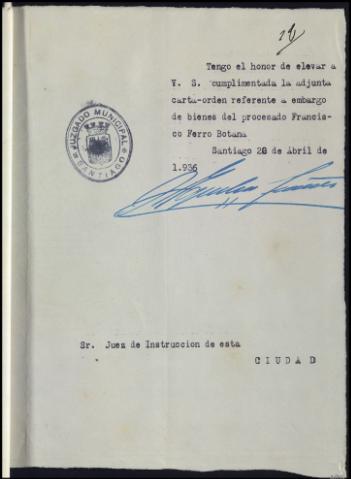 Tengo el honor de elevar a
V. S. cumplimentada la adjunta
carta-orden referente a embargo
de bienes del procesado Francis-
co Ferro Botana
Santiago 28 de Abril de
1.936
JUZGADO MUNICIPAL
SANTIAGO
Sr. Juez de Instruccion de esta
CIUDAD